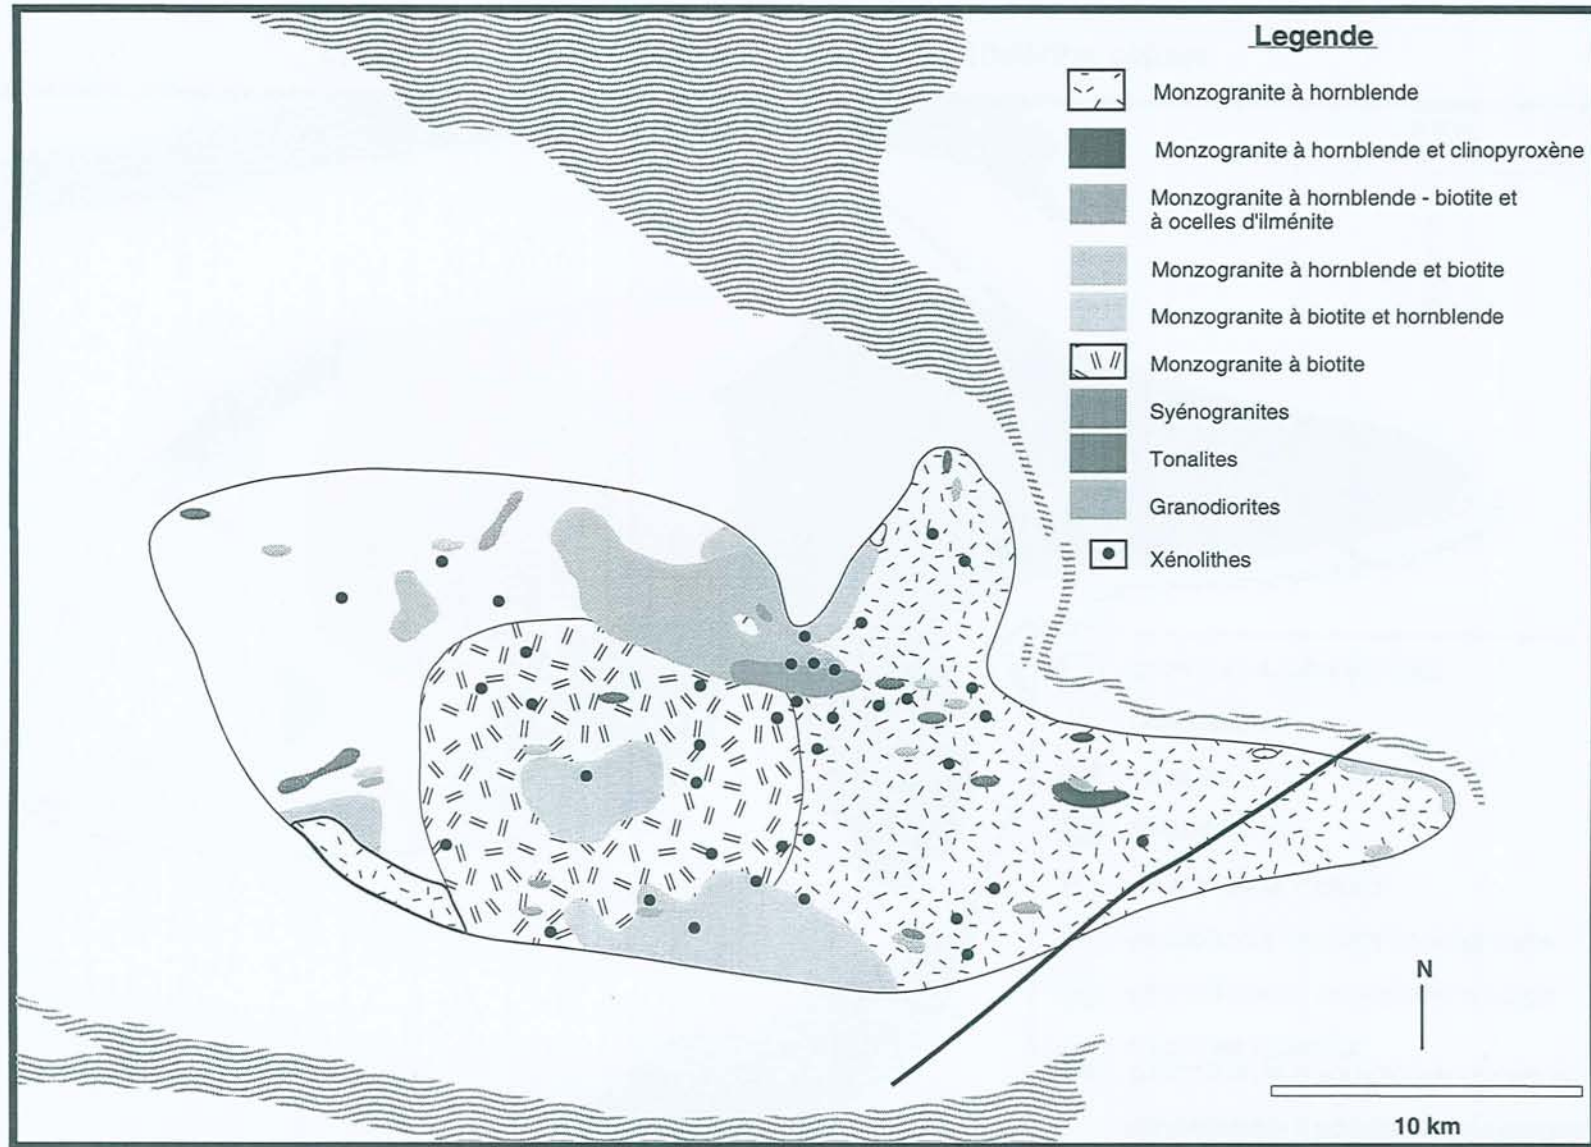 Legende
Monzogranite à hornblende
Monzogranite à hornblende et clinopyroxène
Monzogranite à hornblende - biotite et
à ocelles d'ilménite
Monzogranite à hornblende et biotite
Monzogranite à biotite et hornblende
Monzogranite à biotite
Syénogranites
Tonalites
Granodiorites
Xénolithes
N
10 km